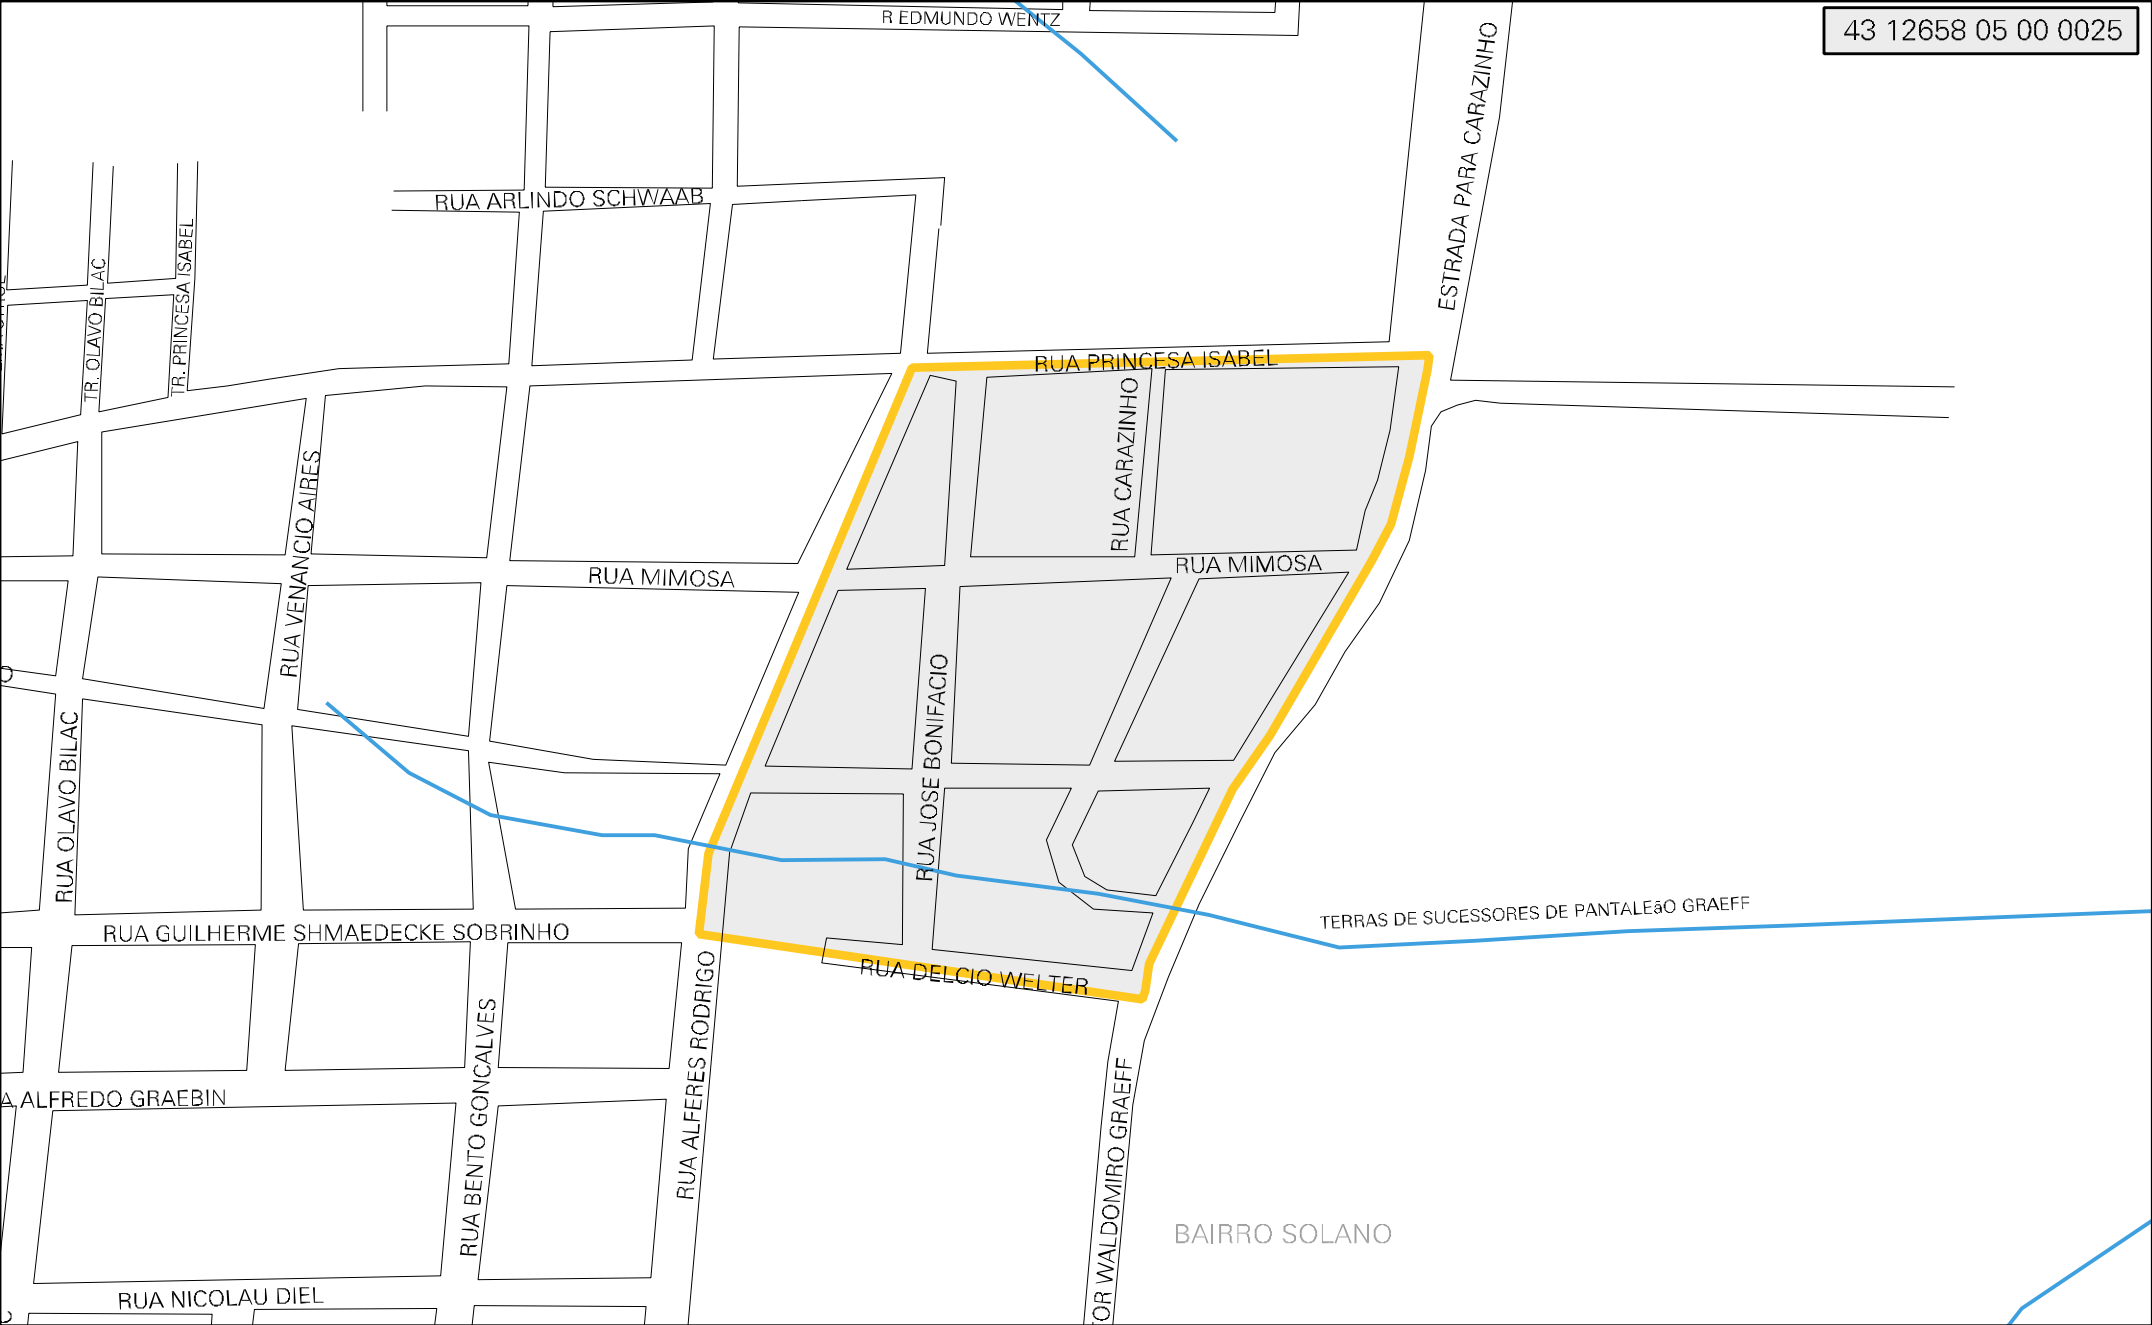 R EDMUNDO WENTZ
43 12658 05 00 0025
ESTRADA PARA CARAZINHO
RUA ARLINDO SCHWAAB
TR. OLAVO BILAC
TR. PRINCESA ISABEL
RUA PRINCESA ISABEL
RUA CARAZINHO
RUA VENANCIO AIRES
RUA MIMOSA
RUA MIMOSA
RUA JOSE BONIFACIO
RUA OLAVO BILAC
TERRAS DE SUCESSORES DE PANTALEãO GRAEFF
RUA GUILHERME SHMAEDECKE SOBRINHO
RUA DELCIO WELTER
RUA ALFERES RODRIGO
RUA BENTO GONCALVES
A ALFREDO GRAEBIN
OR WALDOMIRO GRAEFF
BAIRRO SOLANO
RUA NICOLAU DIEL